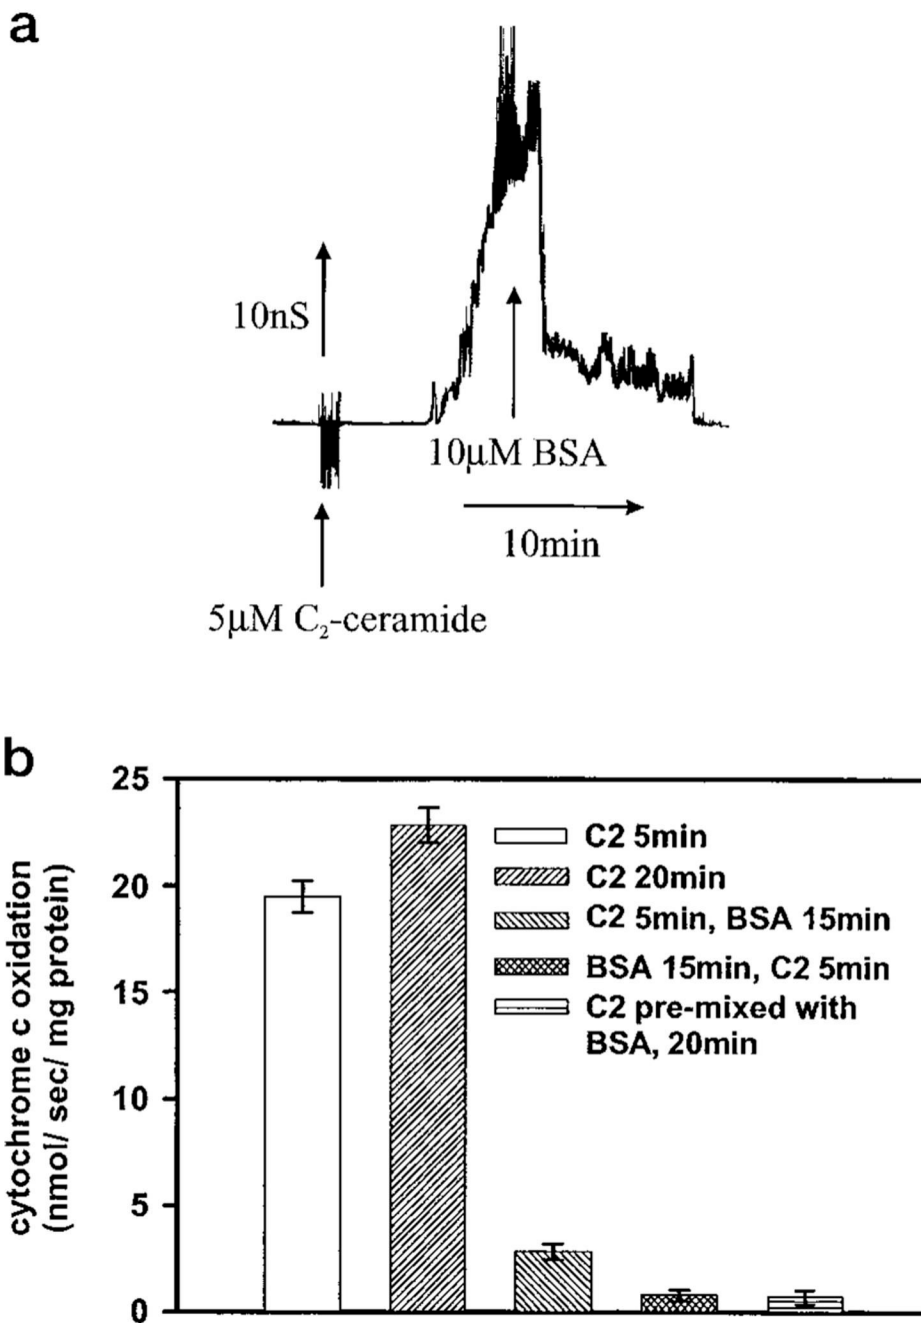 a
10nS
10μM BSA
10min
5μM C₂-ceramide
b
cytochrome c oxidation
(nmol/ sec/ mg protein)
25
20
15
10
5
0
C2 5min
C2 20min
C2 5min, BSA 15min
BSA 15min, C2 5min
C2 pre-mixed with
BSA, 20min